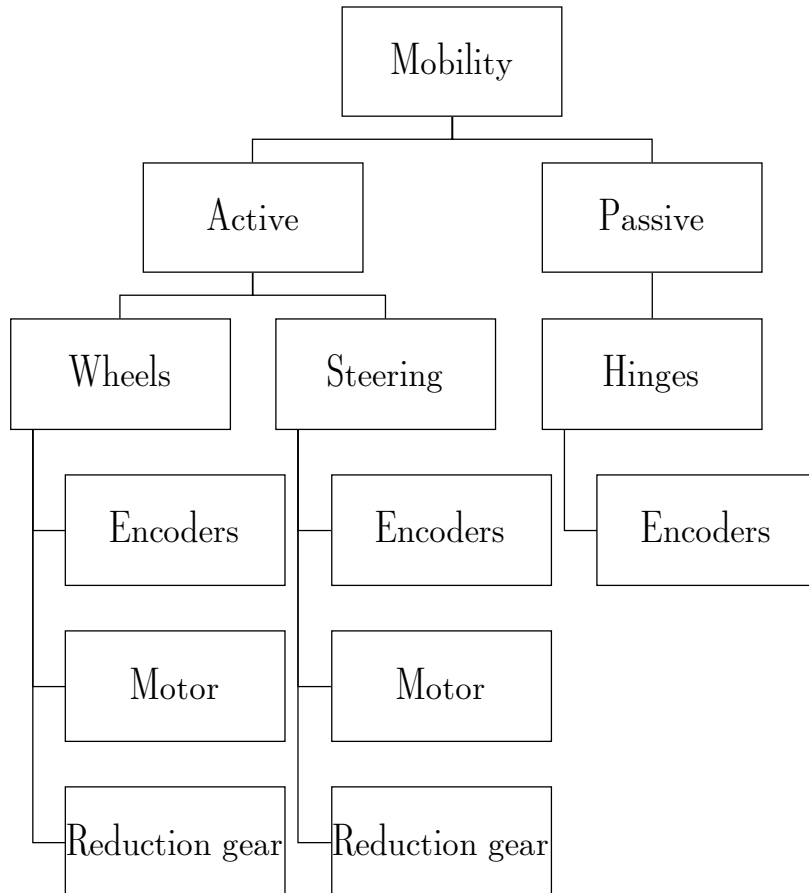 Mobility
Active
Passive
Wheels
Steering
Hinges
Encoders
Encoders
Encoders
Motor
Motor
Reduction gear
Reduction gear